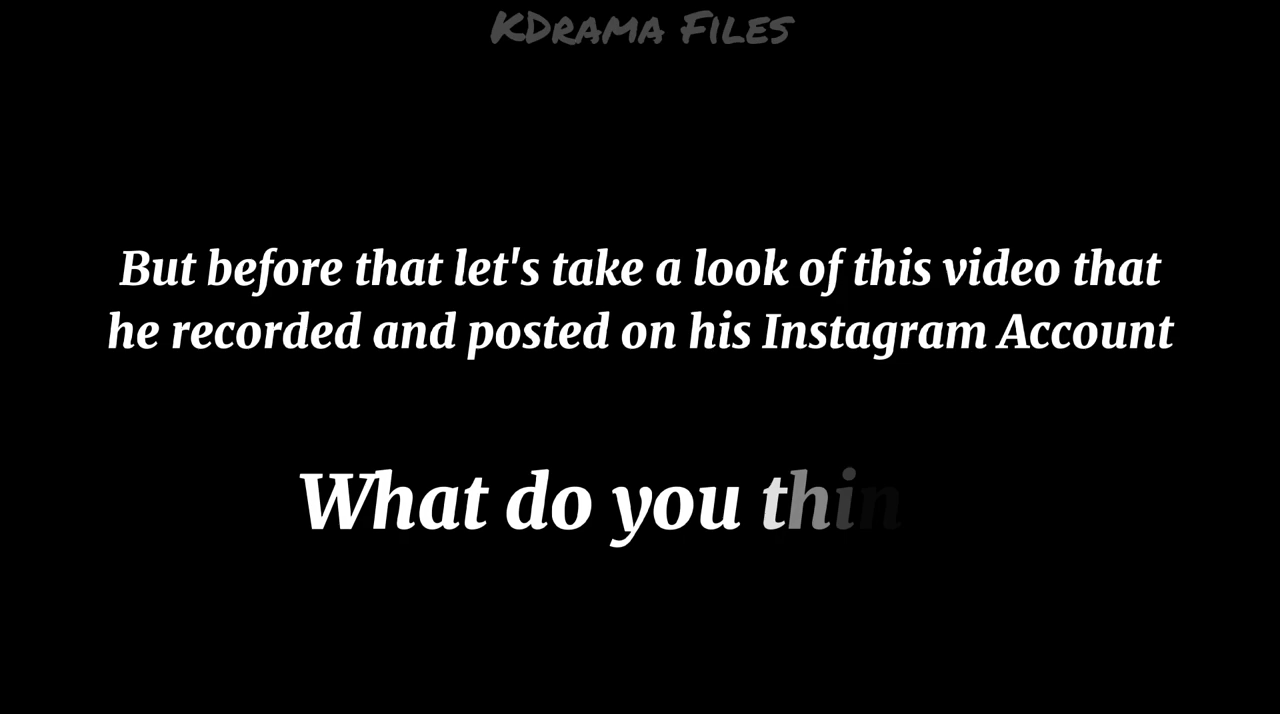 KDrama Files
But before that let's take a look of this video that
he recorded and posted on his Instagram Account
What do you thin